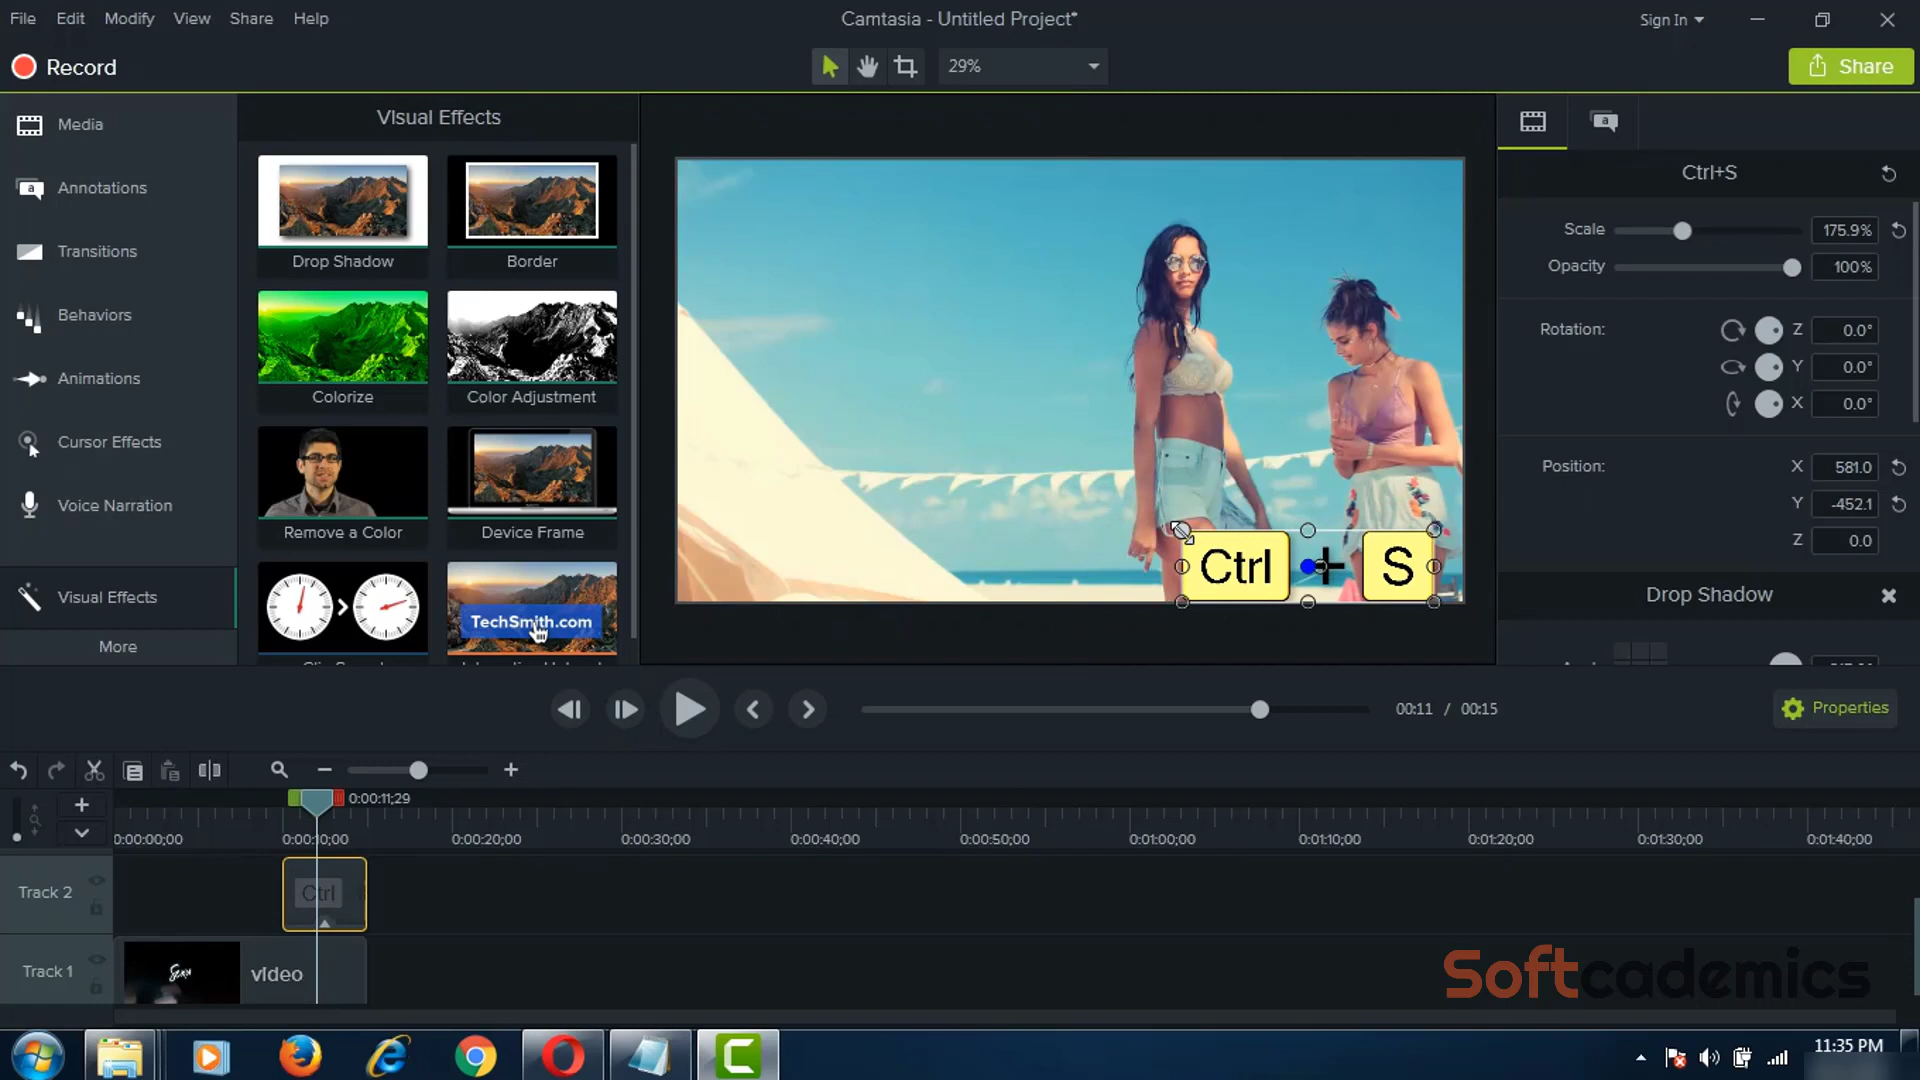 File Edit Modify View Share Help
Camtasia - Untitled Project*
Sign In
Record
29%
Share
Media
Annotations
Transitions
Behaviors
Animations
Cursor Effects
Voice Narration
Visual Effects
More
Visual Effects
Drop Shadow
Border
Colorize
Color Adjustment
Remove a Color
Device Frame
TechSmith.com
Ctrl + S
Ctrl+S
Scale 175.9%
Opacity 100%
Rotation: Z 0.0°
Y 0.0°
X 0.0°
Position: X 581.0
Y -452.1
Z 0.0
Drop Shadow
00:11 / 00:15
Properties
0:00:11;29
0:00:00;00 0:00:10;00 0:00:20;00 0:00:30;00 0:00:40;00 0:00:50;00 0:01:00;00 0:01:10;00 0:01:20;00 0:01:30;00 0:01:40;00
Track 2
Ctrl
Track 1
video
Softcademics
11:35 PM